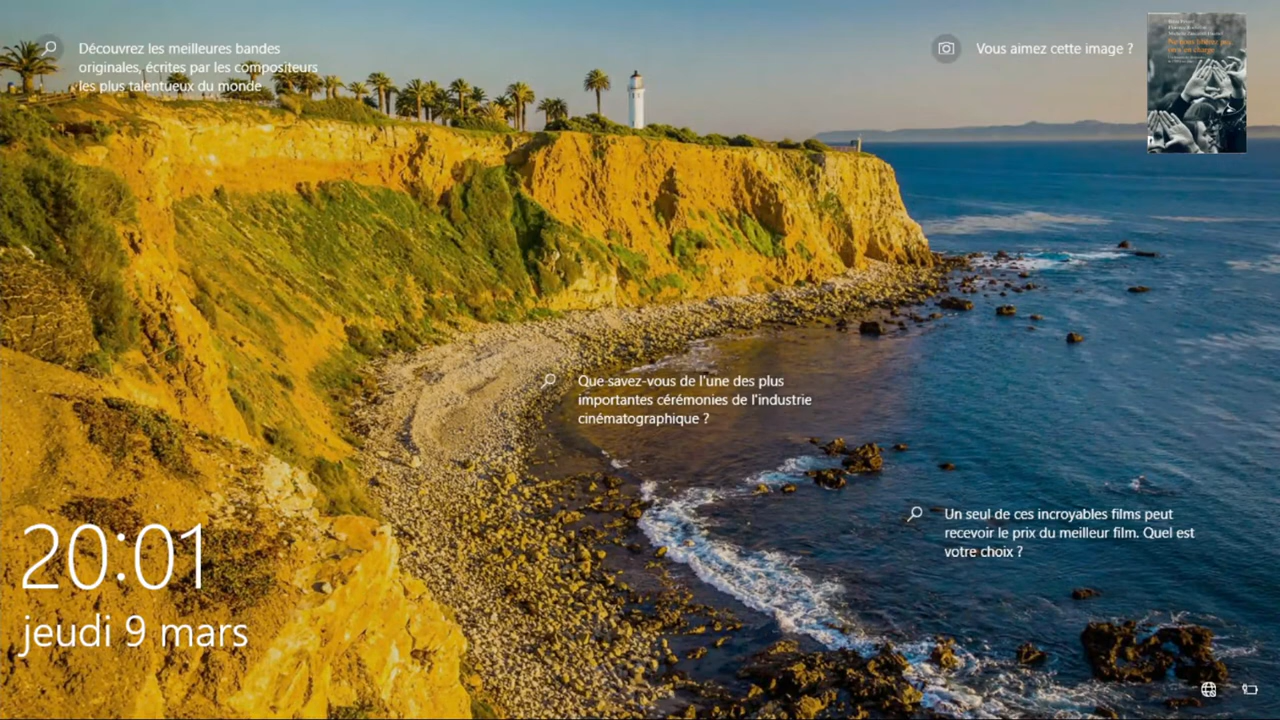 Découvrez les meilleures bandes
originales, écrites par les compositeurs
les plus talentueux du monde
Vous aimez cette image ?
Que savez-vous de l'une des plus
importantes cérémonies de l'industrie
cinématographique ?
Un seul de ces incroyables films peut
recevoir le prix du meilleur film. Quel est
votre choix ?
20:01
jeudi 9 mars